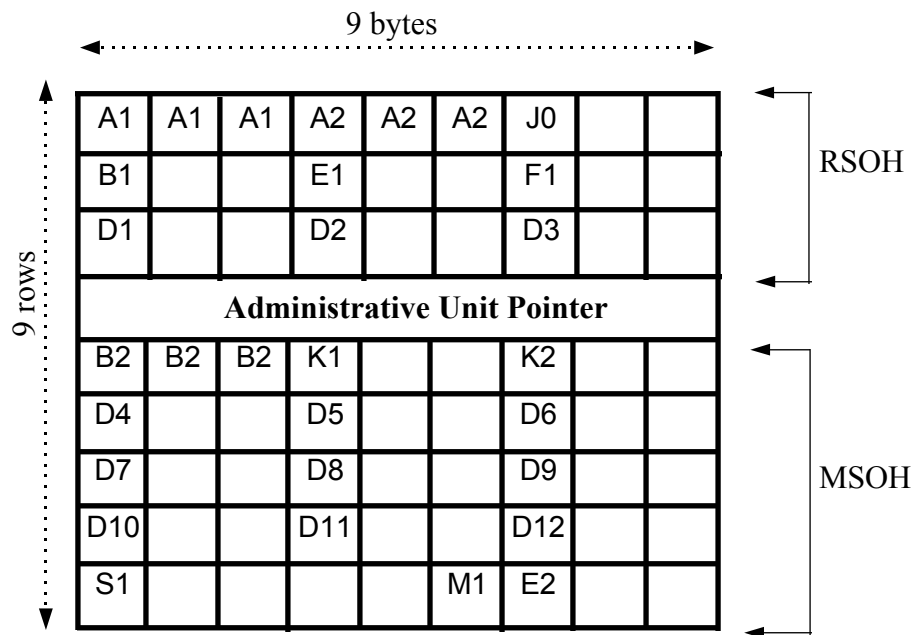 9 bytes
A1 A1 A1 A2 A2 A2 J0
B1 E1 F1
RSOH
D1 D2 D3
9 rows
Administrative Unit Pointer
B2 B2 B2 K1 K2
D4 D5 D6
D7 D8 D9
MSOH
D10 D11 D12
S1 M1 E2